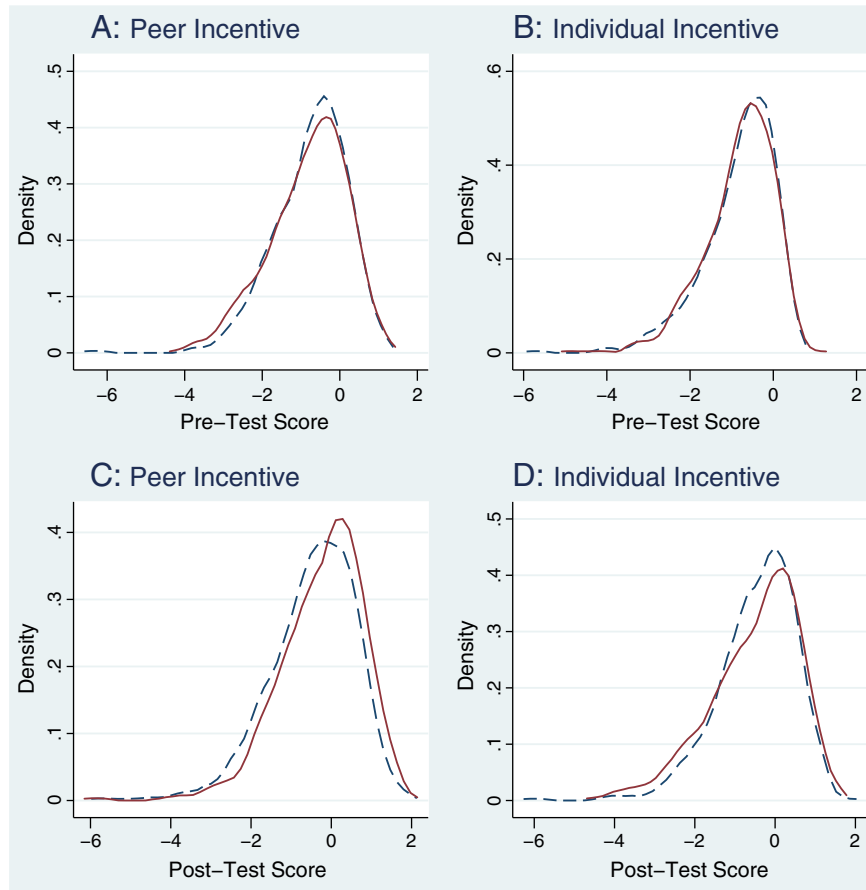 A: Peer Incentive
Density
.5
.4
.3
.2
.1
0
−6 −4 −2 0 2
Pre−Test Score
B: Individual Incentive
Density
.6
.4
.2
0
−6 −4 −2 0 2
Pre−Test Score
C: Peer Incentive
Density
.4
.3
.2
.1
0
−6 −4 −2 0 2
Post−Test Score
D: Individual Incentive
Density
.5
.4
.3
.2
.1
0
−6 −4 −2 0 2
Post−Test Score